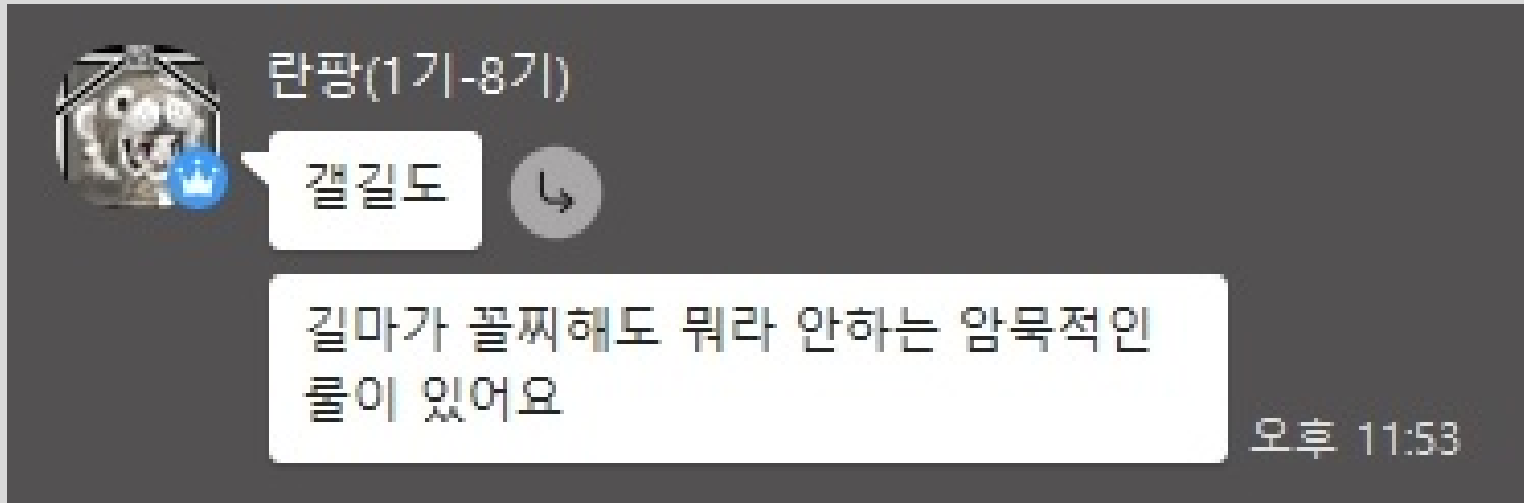 란팡(1기-8기)
갤길도
길마가 꼴찌해도 뭐라 안하는 암묵적인
룰이 있어요
오후 11:53